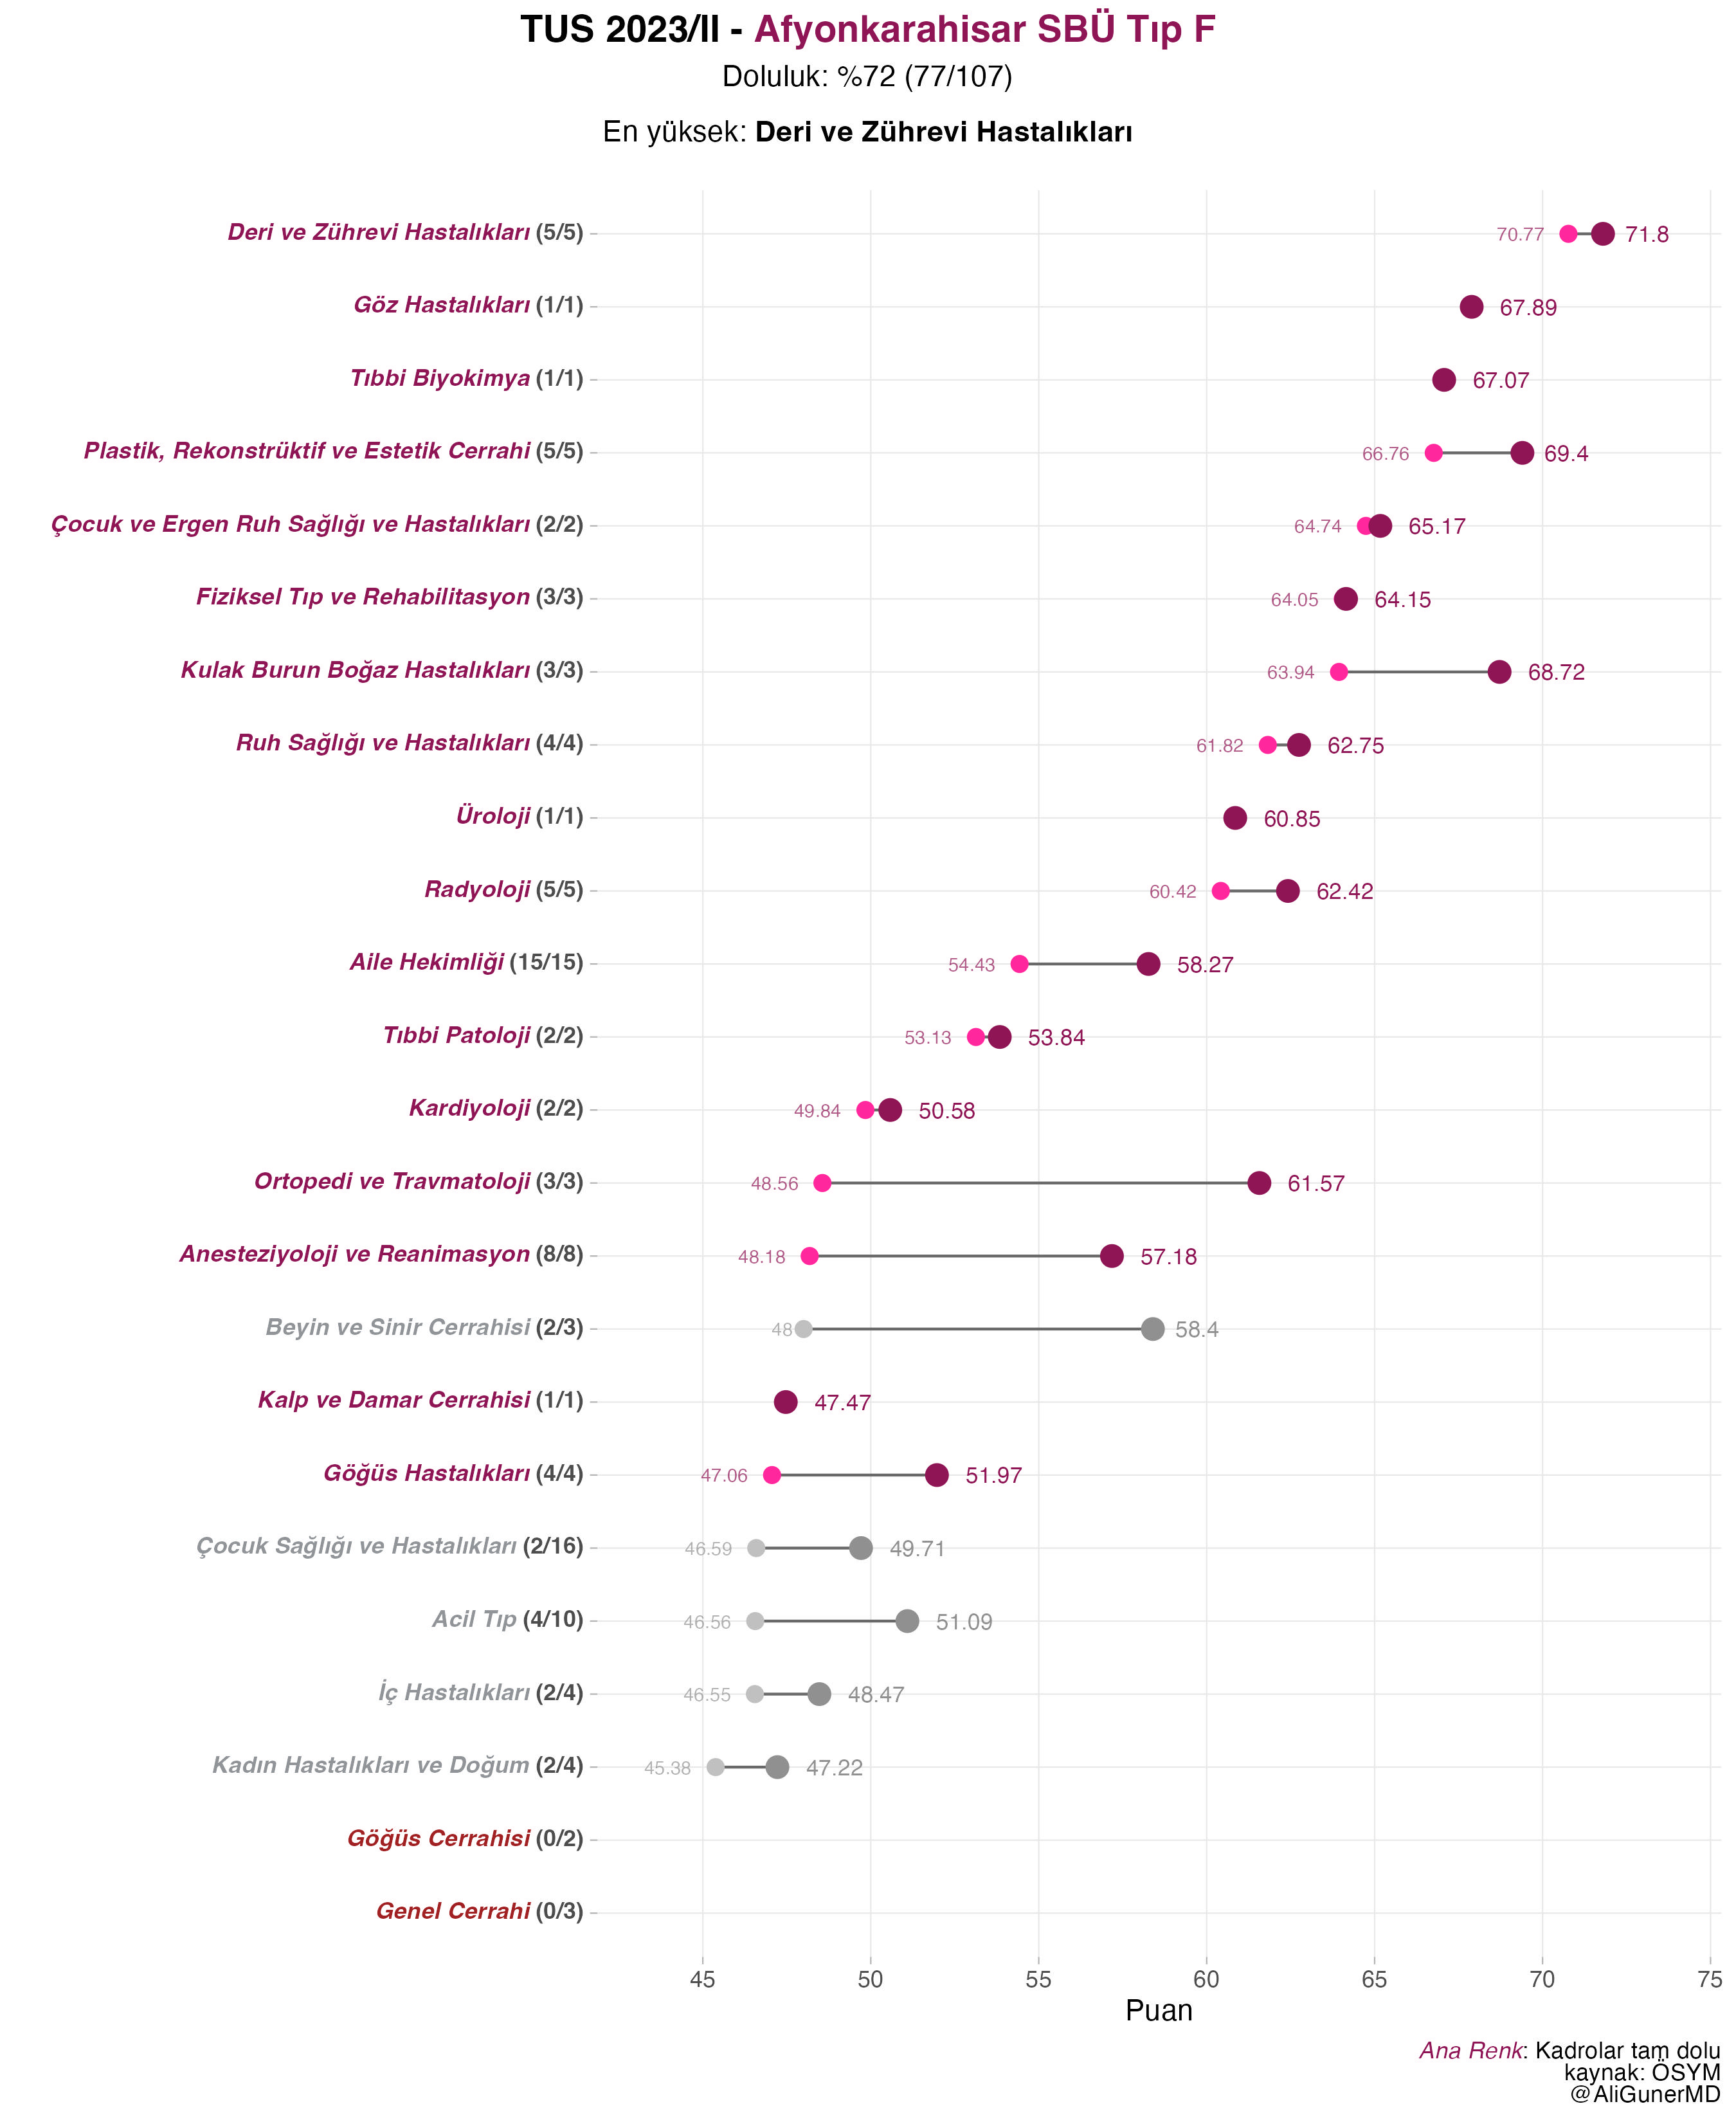 TUS 2023/II - Afyonkarahisar SBÜ Tıp F
Doluluk: %72 (77/107)
En yüksek: Deri ve Zührevi Hastalıkları
Deri ve Zührevi Hastalıkları (5/5) 70.77 71.8
Göz Hastalıkları (1/1) 67.89
Tıbbi Biyokimya (1/1) 67.07
Plastik, Rekonstrüktif ve Estetik Cerrahi (5/5) 66.76 69.4
Çocuk ve Ergen Ruh Sağlığı ve Hastalıkları (2/2) 64.74 65.17
Fiziksel Tıp ve Rehabilitasyon (3/3) 64.05 64.15
Kulak Burun Boğaz Hastalıkları (3/3) 63.94 68.72
Ruh Sağlığı ve Hastalıkları (4/4) 61.82 62.75
Üroloji (1/1) 60.85
Radyoloji (5/5) 60.42 62.42
Aile Hekimliği (15/15) 54.43 58.27
Tıbbi Patoloji (2/2) 53.13 53.84
Kardiyoloji (2/2) 49.84 50.58
Ortopedi ve Travmatoloji (3/3) 48.56 61.57
Anesteziyoloji ve Reanimasyon (8/8) 48.18 57.18
Beyin ve Sinir Cerrahisi (2/3) 48 58.4
Kalp ve Damar Cerrahisi (1/1) 47.47
Göğüs Hastalıkları (4/4) 47.06 51.97
Çocuk Sağlığı ve Hastalıkları (2/16) 46.59 49.71
Acil Tıp (4/10) 46.56 51.09
İç Hastalıkları (2/4) 46.55 48.47
Kadın Hastalıkları ve Doğum (2/4) 45.38 47.22
Göğüs Cerrahisi (0/2)
Genel Cerrahi (0/3)
45 50 55 60 65 70 75
Puan
Ana Renk: Kadrolar tam dolu
kaynak: ÖSYM
@AliGunerMD